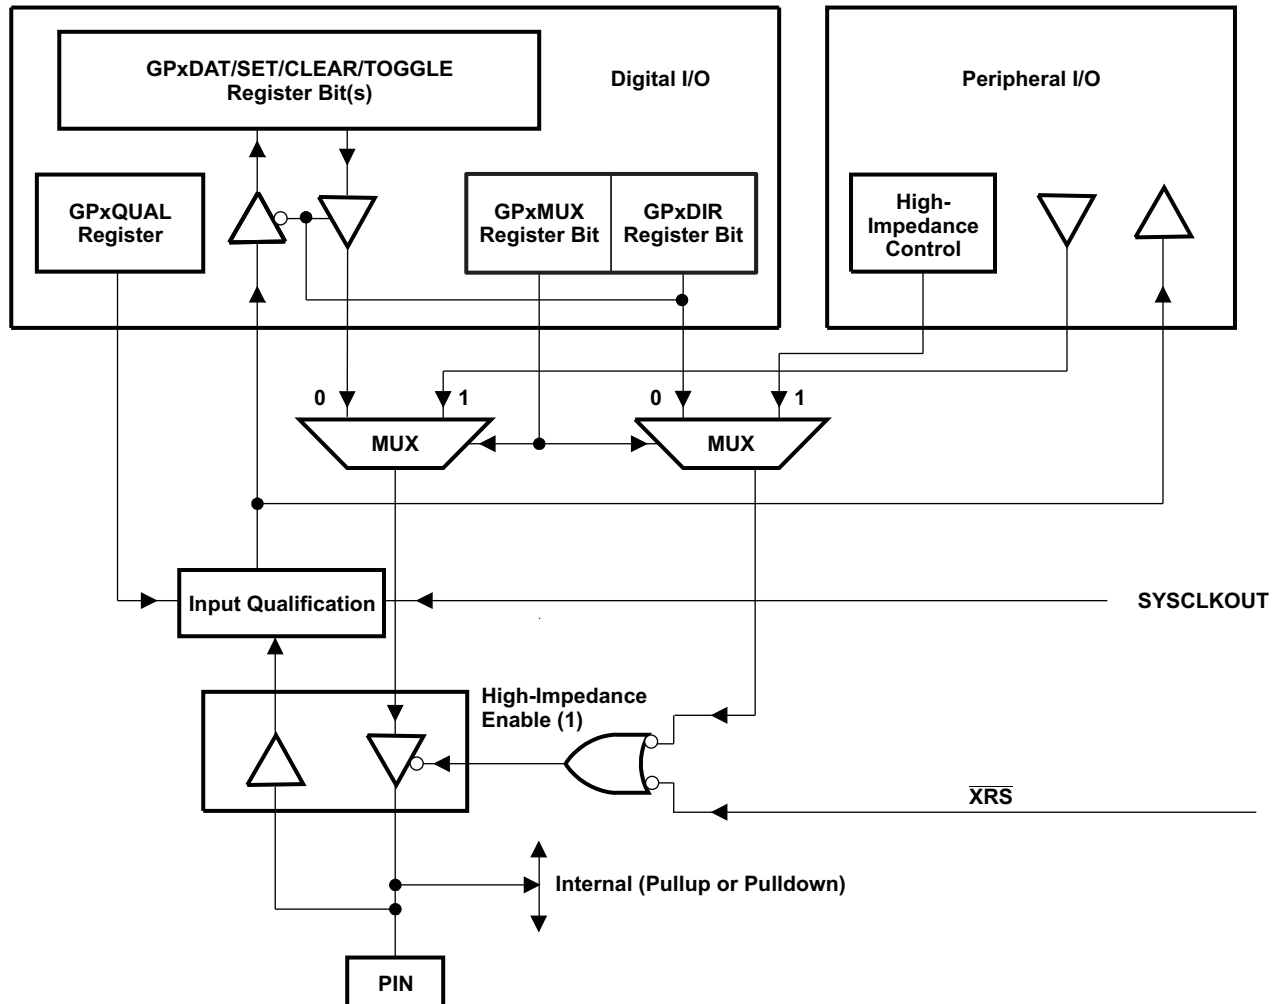 GPxDAT/SET/CLEAR/TOGGLE
Register Bit(s)
Digital I/O
Peripheral I/O
GPxQUAL
Register
GPxMUX
Register Bit
GPxDIR
Register Bit
High-
Impedance
Control
0
1
0
1
MUX
MUX
Input Qualification
SYSCLKOUT
High-Impedance
Enable (1)
XRS
Internal (Pullup or Pulldown)
PIN